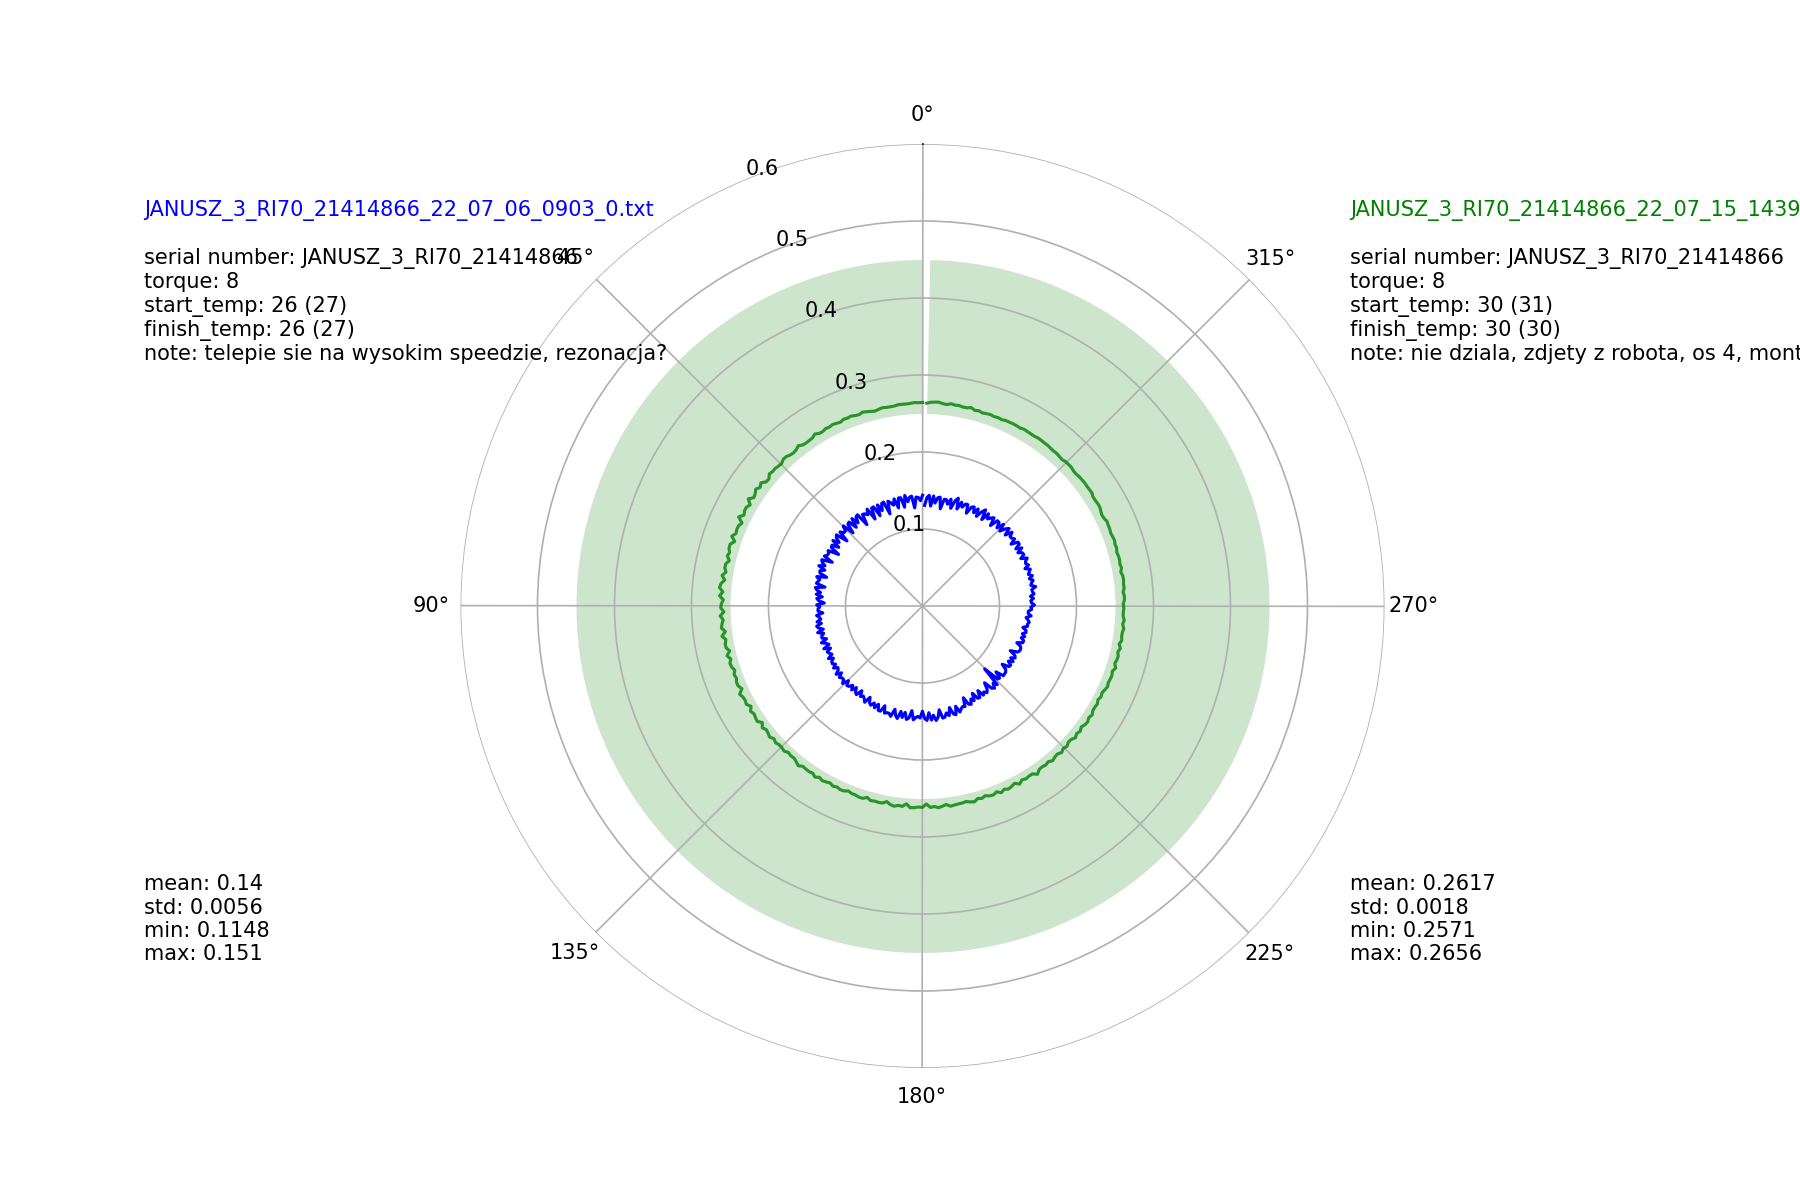 0°
0.6
JANUSZ_3_RI70_21414866_22_07_06_0903_0.txt
serial number: JANUSZ_3_RI70_21414866
torque: 8
start_temp: 26 (27)
finish_temp: 26 (27)
note: telepie sie na wysokim speedzie, rezonacja?
45°
0.5
0.4
0.3
0.2
0.1
315°
JANUSZ_3_RI70_21414866_22_07_15_1439
serial number: JANUSZ_3_RI70_21414866
torque: 8
start_temp: 30 (31)
finish_temp: 30 (30)
note: nie dziala, zdjety z robota, os 4, mont
90°
270°
mean: 0.14
std: 0.0056
min: 0.1148
max: 0.151
135°
225°
mean: 0.2617
std: 0.0018
min: 0.2571
max: 0.2656
180°